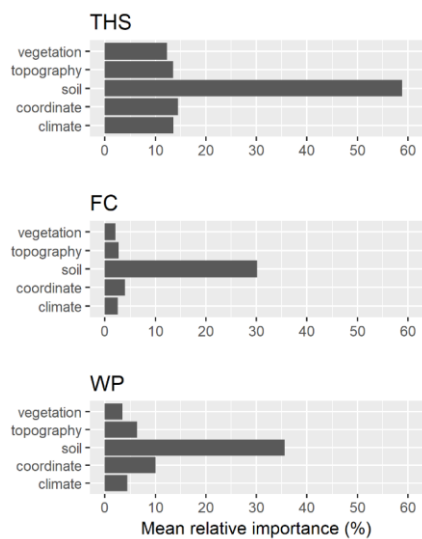 THS
vegetation
topography
soil
coordinate
climate
0 10 20 30 40 50 60
FC
vegetation
topography
soil
coordinate
climate
0 10 20 30 40 50 60
WP
vegetation
topography
soil
coordinate
climate
0 10 20 30 40 50 60
Mean relative importance (%)